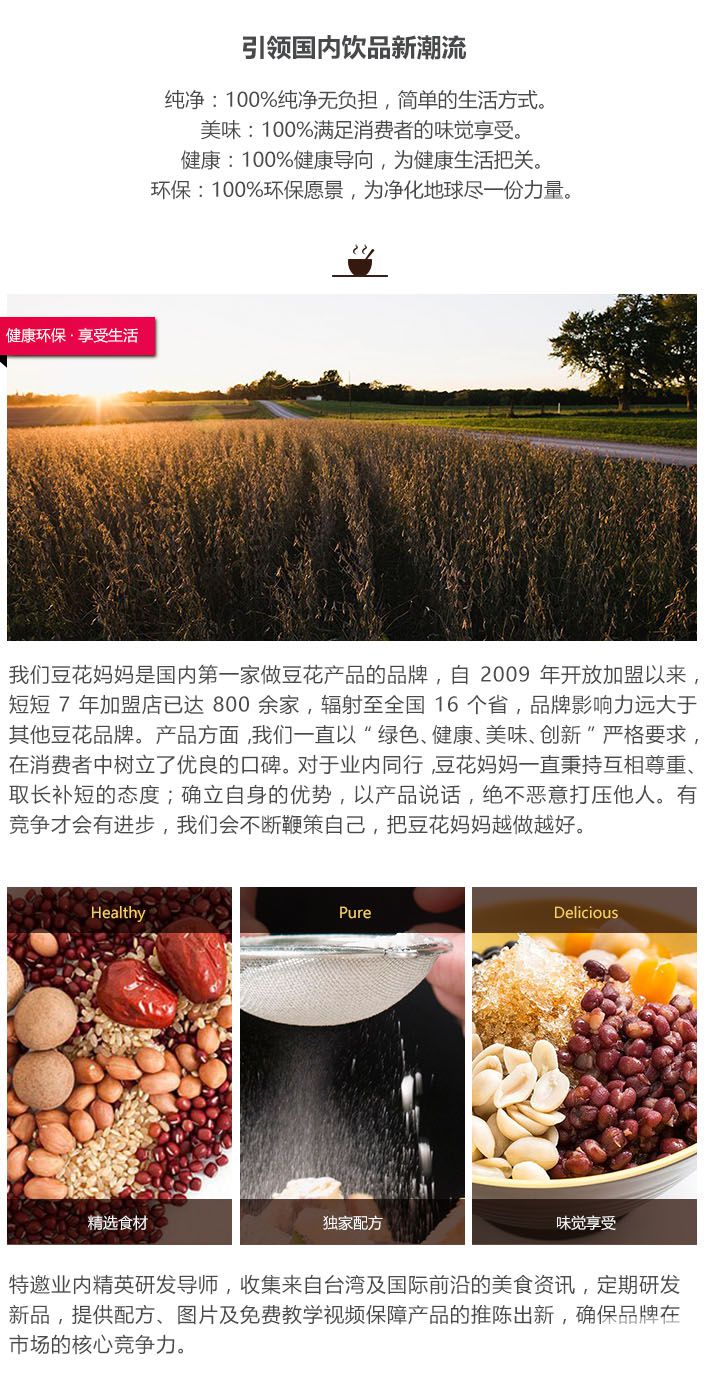 引领国内饮品新潮流
纯净：100%纯净无负担，简单的生活方式。
美味：100%满足消费者的味觉享受。
健康：100%健康导向，为健康生活把关。
环保：100%环保愿景，为净化地球尽一份力量。
健康环保 · 享受生活
我们豆花妈妈是国内第一家做豆花产品的品牌，自 2009 年开放加盟以来，
短短 7 年加盟店已达 800 余家，辐射至全国 16 个省，品牌影响力远大于
其他豆花品牌。产品方面，我们一直以“绿色、健康、美味、创新”严格要求，
在消费者中树立了优良的口碑。对于业内同行，豆花妈妈一直秉持互相尊重、
取长补短的态度；确立自身的优势，以产品说话，绝不恶意打压他人。有
竞争才会有进步，我们会不断鞭策自己，把豆花妈妈越做越好。
Healthy
Pure
Delicious
精选食材
独家配方
味觉享受
特邀业内精英研发导师，收集来自台湾及国际前沿的美食资讯，定期研发
新品，提供配方、图片及免费教学视频保障产品的推陈出新，确保品牌在
市场的核心竞争力。